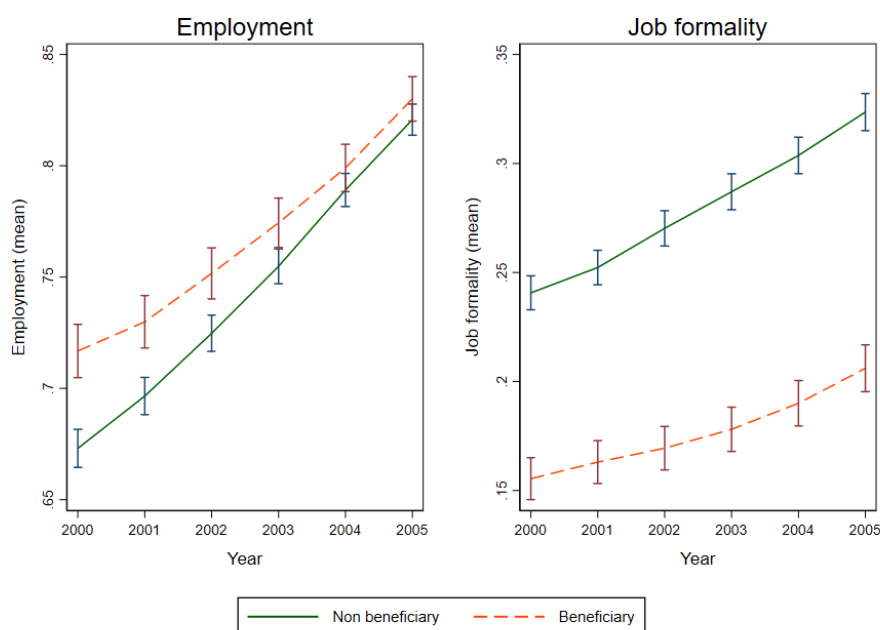 Employment
Employment (mean)
.85
.8
.75
.7
.65
2000 2001 2002 2003 2004 2005
Year
Job formality
Job formality (mean)
.35
.3
.25
.2
.15
2000 2001 2002 2003 2004 2005
Year
Non beneficiary Beneficiary